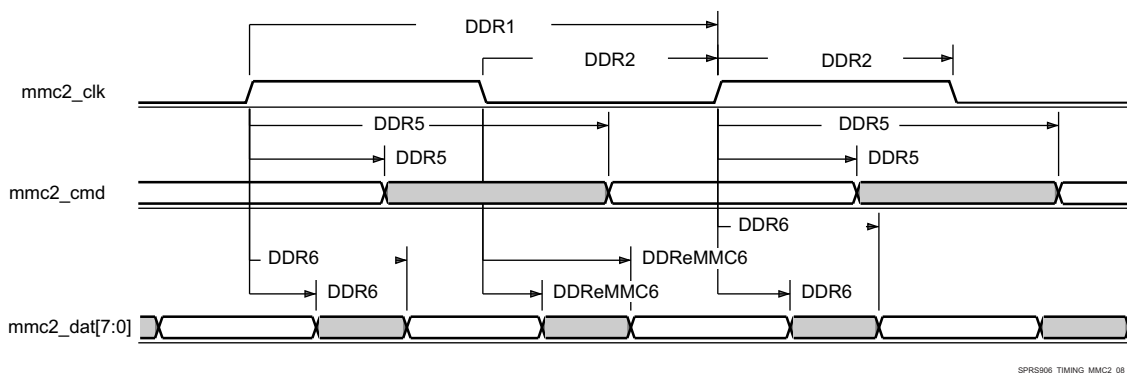 DDR1
DDR2 DDR2
mmc2_clk
DDR5 DDR5
DDR5 DDR5
mmc2_cmd
DDR6
DDR6 DDReMMC6
DDR6 DDReMMC6 DDR6
mmc2_dat[7:0]
SPRS906_TIMING_MMC2_08